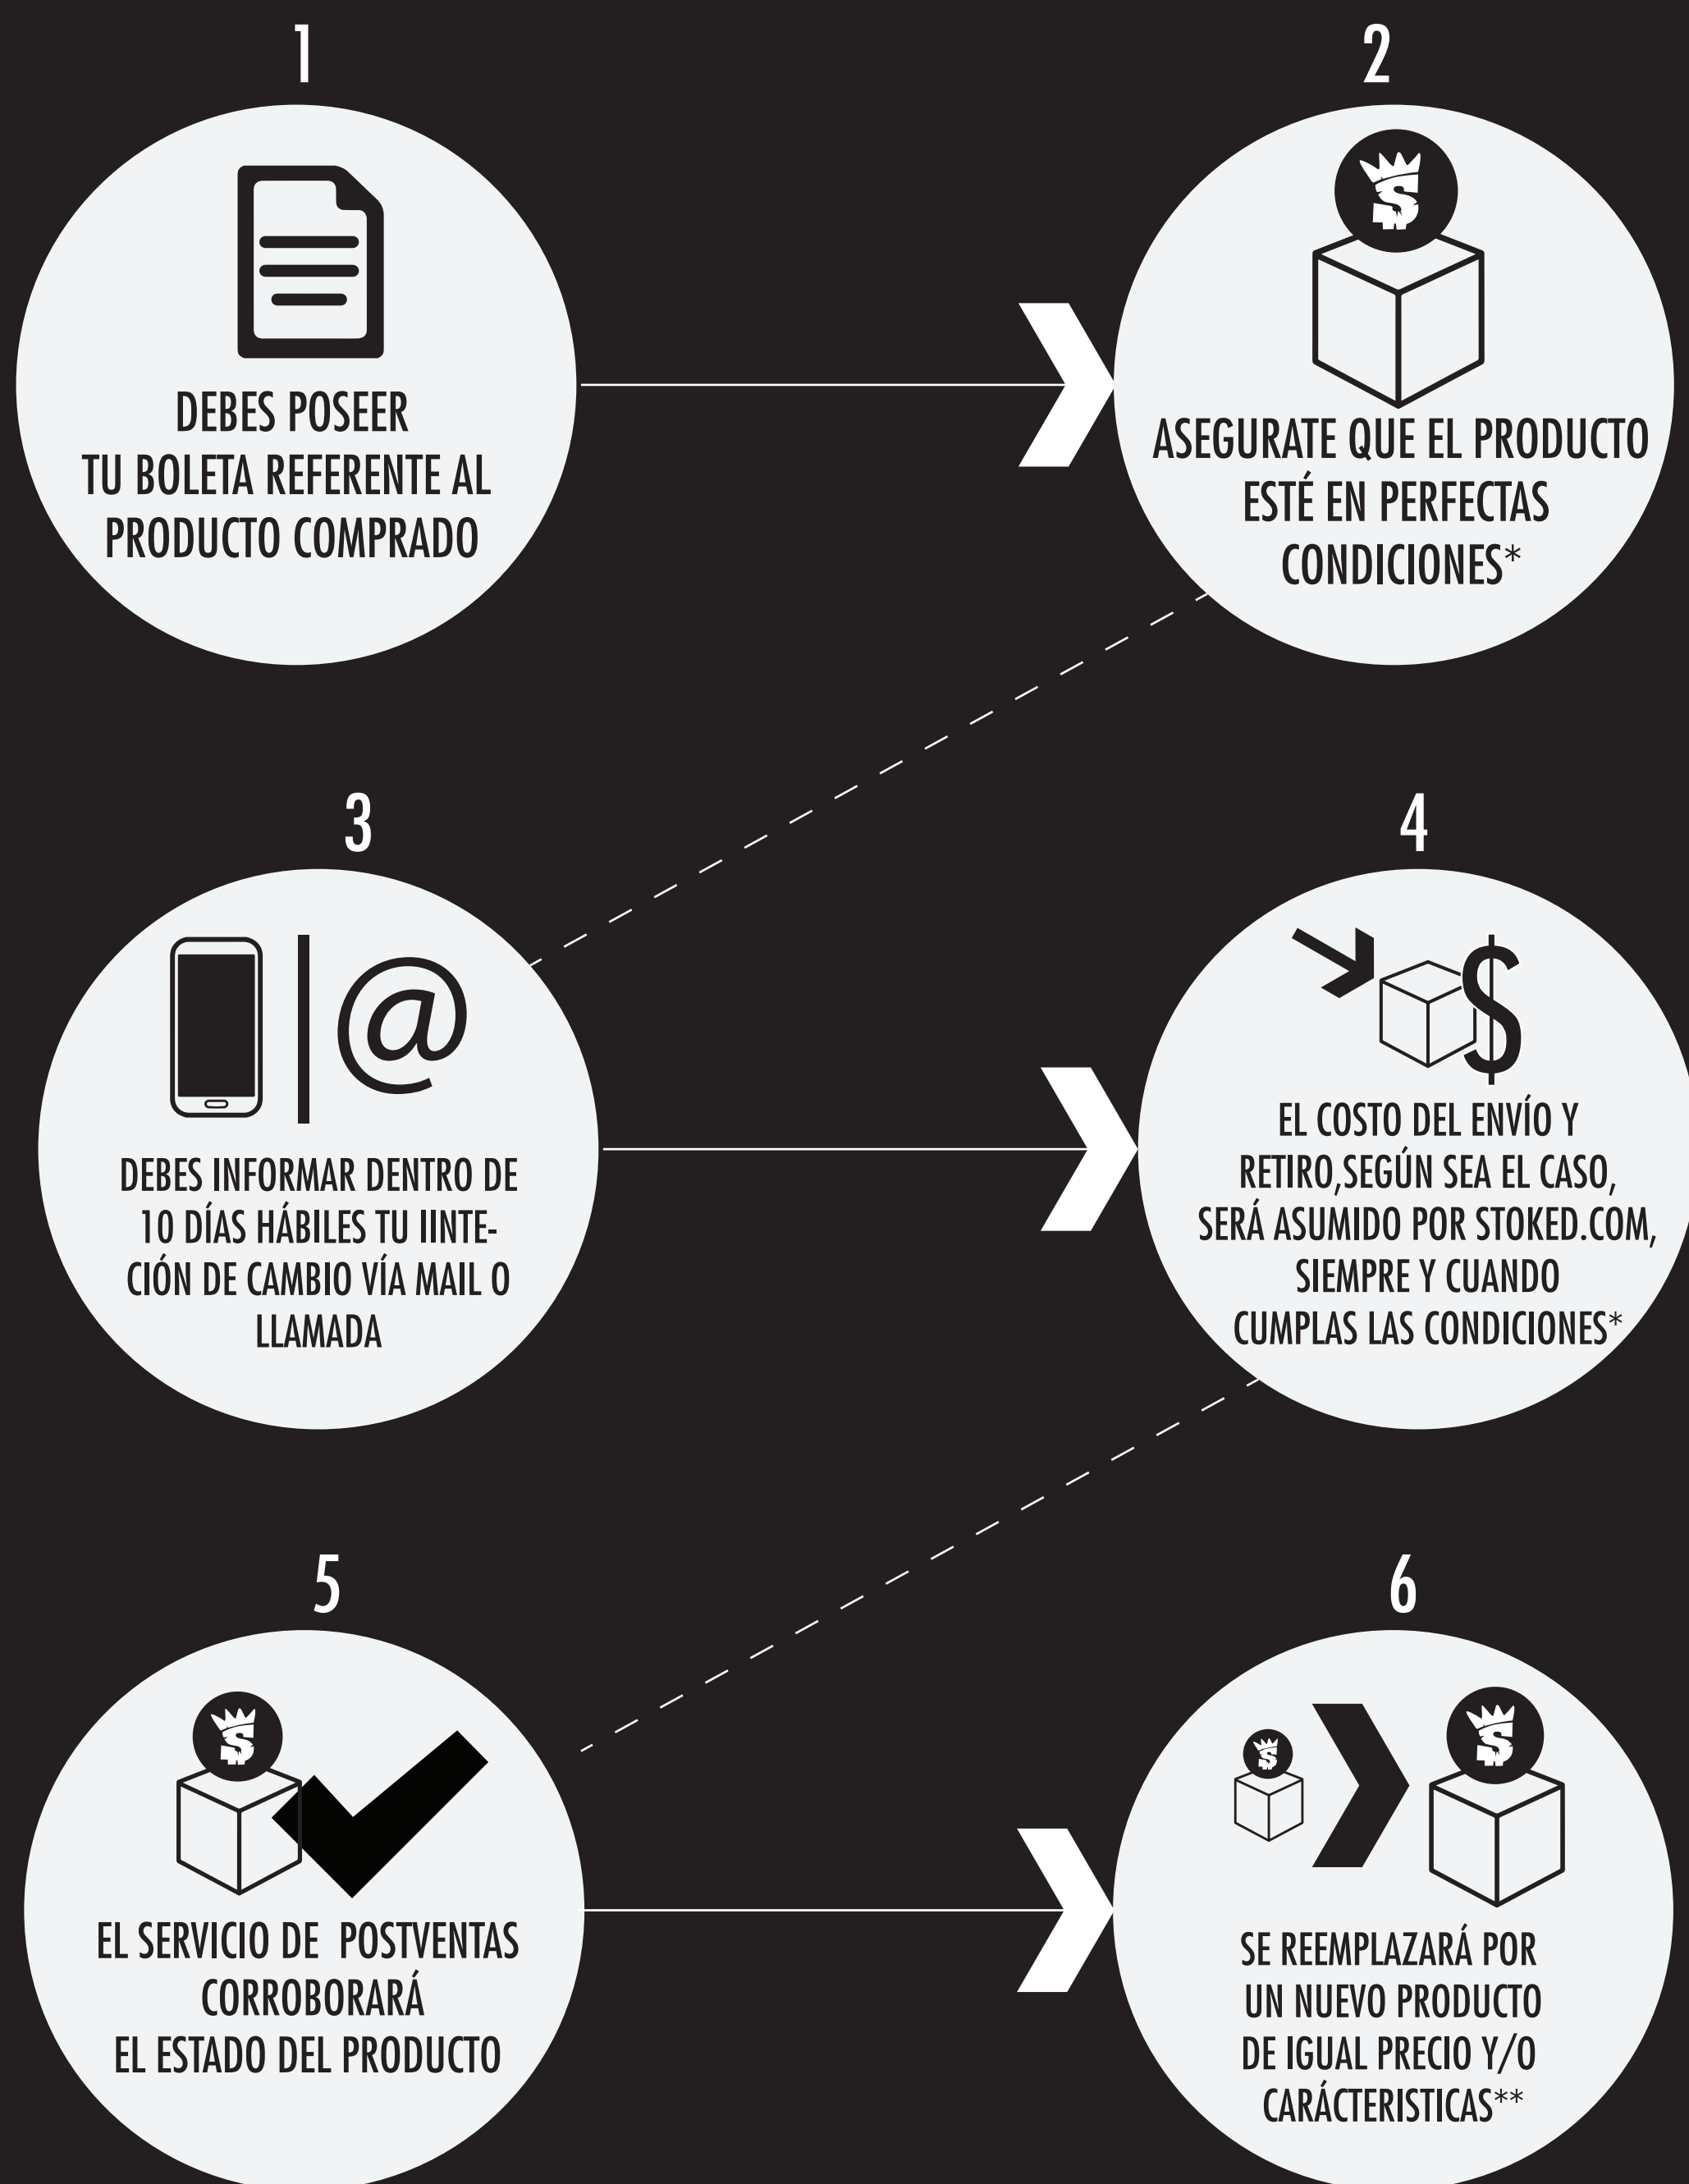 1
DEBES POSEER
TU BOLETA REFERENTE AL
PRODUCTO COMPRADO
2
ASEGURATE QUE EL PRODUCTO
ESTÉ EN PERFECTAS
CONDICIONES*
3
DEBES INFORMAR DENTRO DE
10 DÍAS HÁBILES TU IINTE-
CIÓN DE CAMBIO VÍA MAIL O
LLAMADA
4
EL COSTO DEL ENVÍO Y
RETIRO,SEGÚN SEA EL CASO,
SERÁ ASUMIDO POR STOKED.COM,
SIEMPRE Y CUANDO
CUMPLAS LAS CONDICIONES*
5
EL SERVICIO DE POSTVENTAS
CORROBORARÁ
EL ESTADO DEL PRODUCTO
6
SE REEMPLAZARÁ POR
UN NUEVO PRODUCTO
DE IGUAL PRECIO Y/O
CARÁCTERISTICAS**